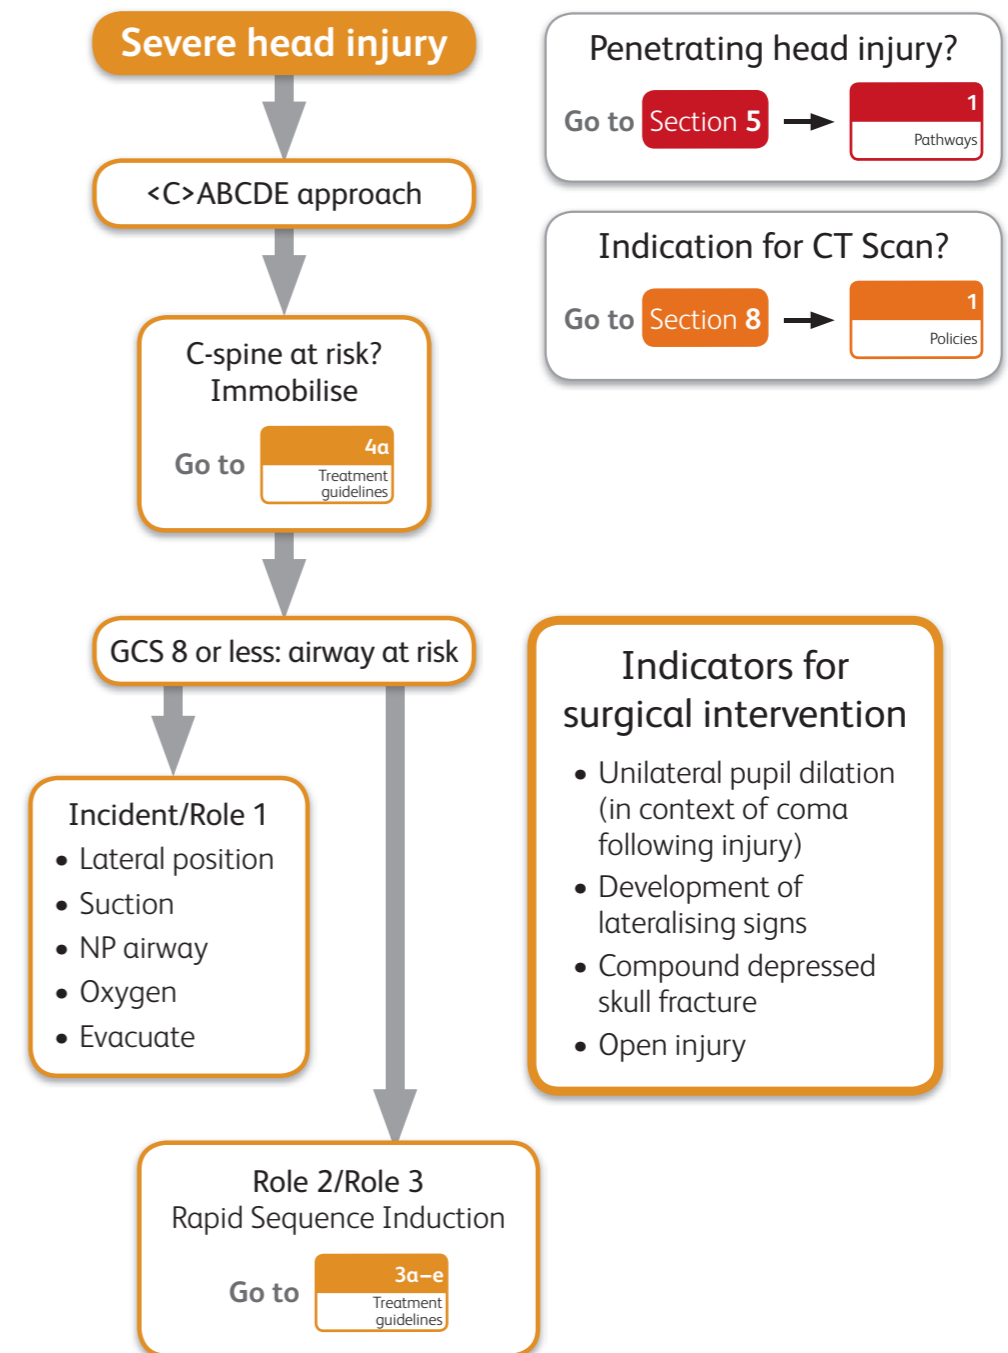 Severe head injury
<C>ABCDE approach
C-spine at risk?
Immobilise
Go to
4a
Treatment
guidelines
GCS 8 or less: airway at risk
Incident/Role 1
• Lateral position
• Suction
• NP airway
• Oxygen
• Evacuate
Role 2/Role 3
Rapid Sequence Induction
Go to
3a–e
Treatment
guidelines
Penetrating head injury?
Go to Section 5
1
Pathways
Indication for CT Scan?
Go to Section 8
1
Policies
Indicators for
surgical intervention
• Unilateral pupil dilation
(in context of coma
following injury)
• Development of
lateralising signs
• Compound depressed
skull fracture
• Open injury